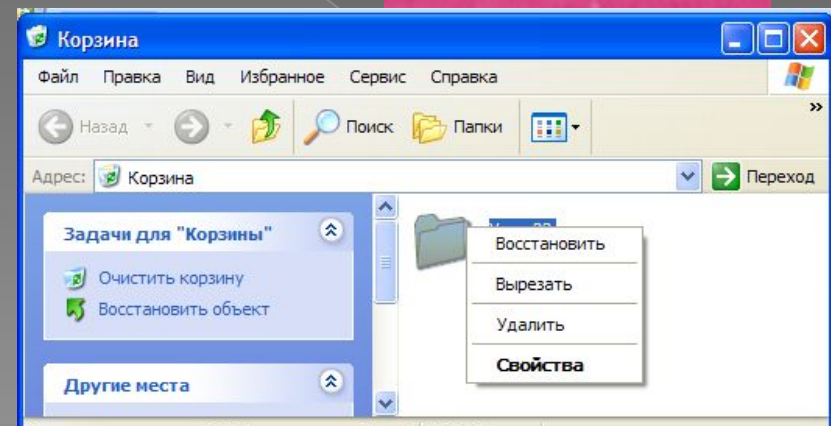 Корзина
Файл Правка Вид Избранное Сервис Справка
Назад Поиск Папки »
Адрес: Корзина Переход
Задачи для "Корзины"
Очистить корзину
Восстановить объект
Другие места
Восстановить
Вырезать
Удалить
Свойства